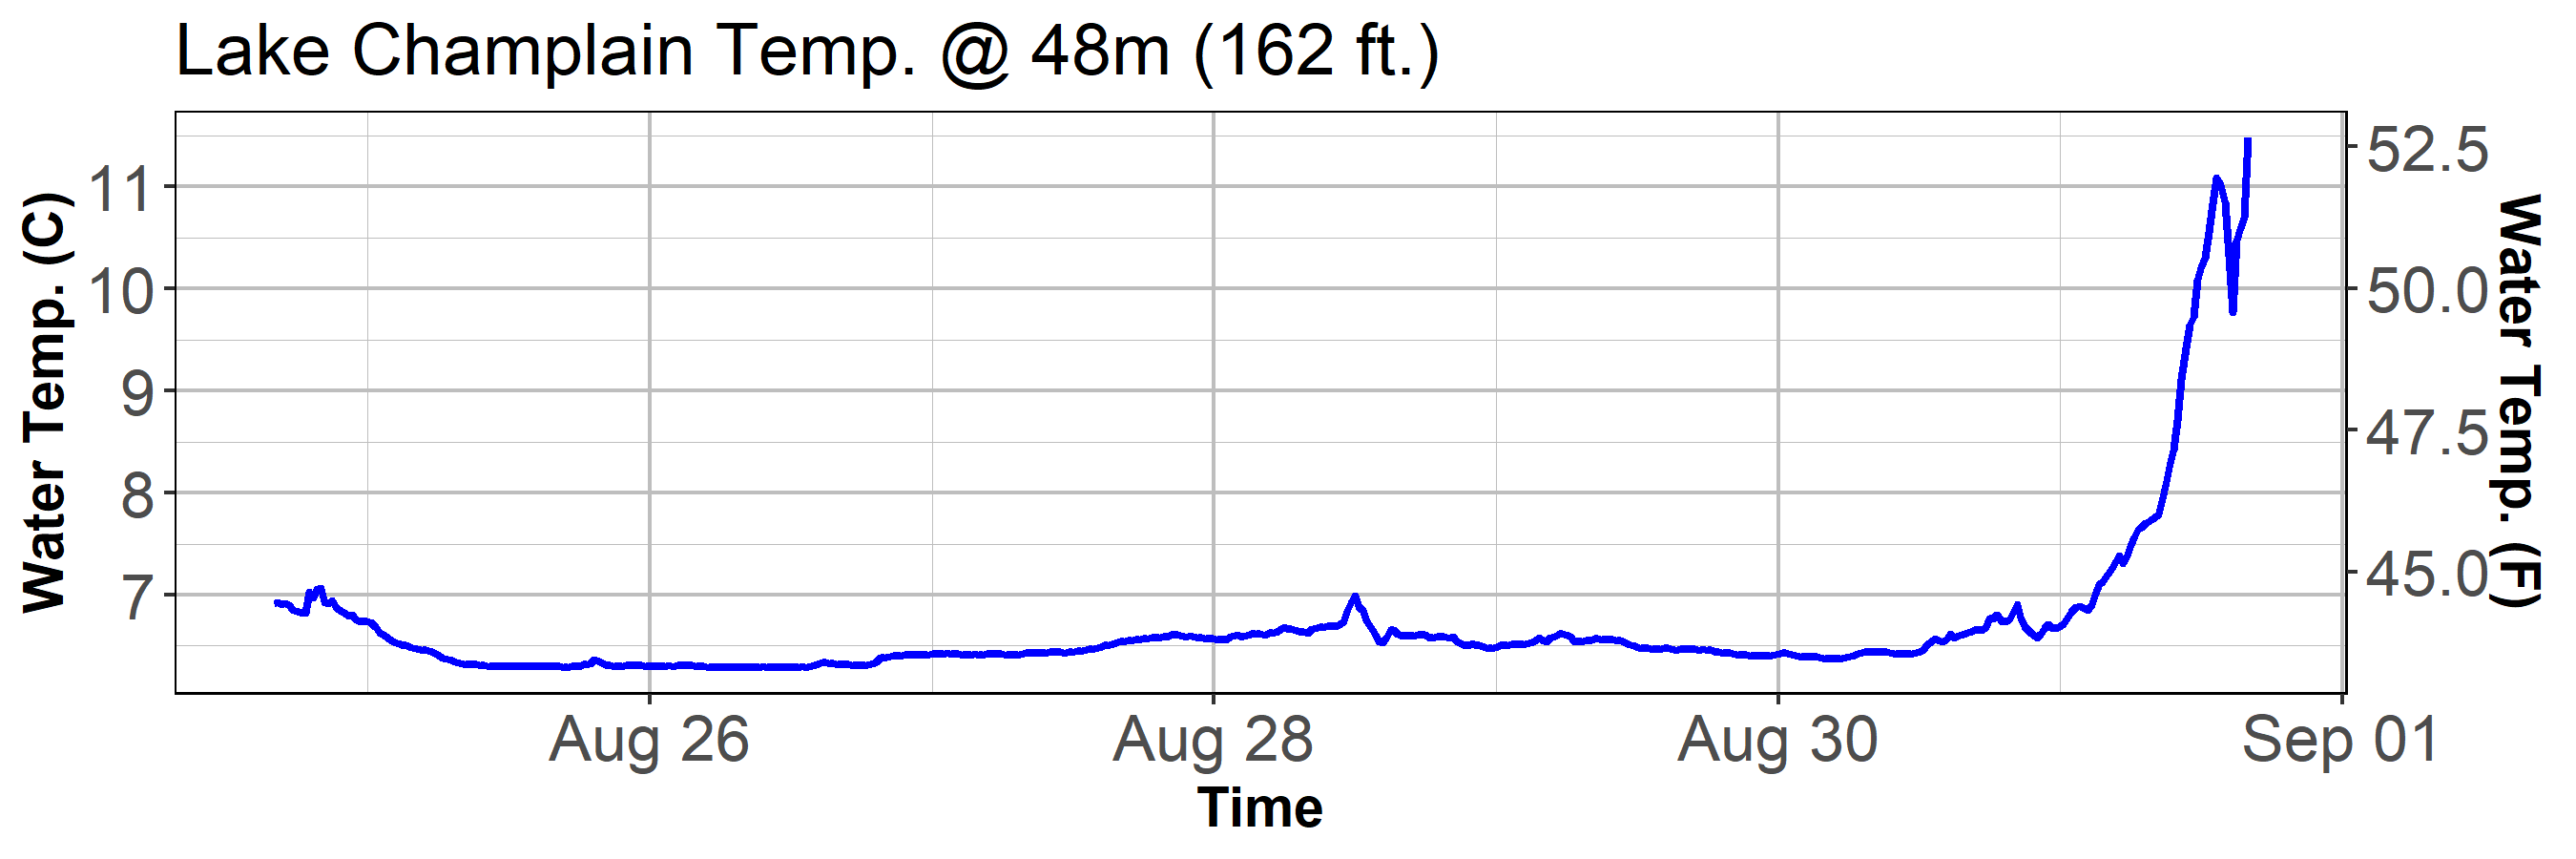 Lake Champlain Temp. @ 48m (162 ft.)
Water Temp. (C)
11
10
9
8
7
52.5
50.0
47.5
45.0
Water Temp. (F)
Aug 26
Aug 28
Aug 30
Sep 01
Time